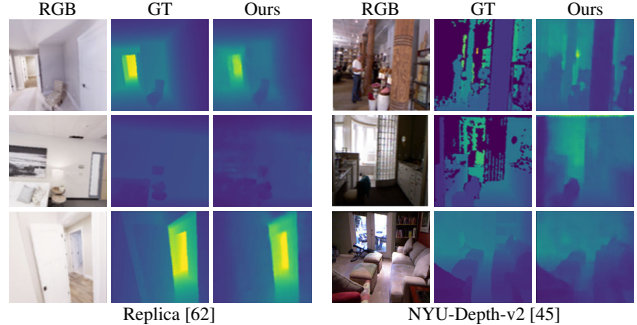 RGB GT Ours RGB GT Ours
Replica [62] NYU-Depth-v2 [45]